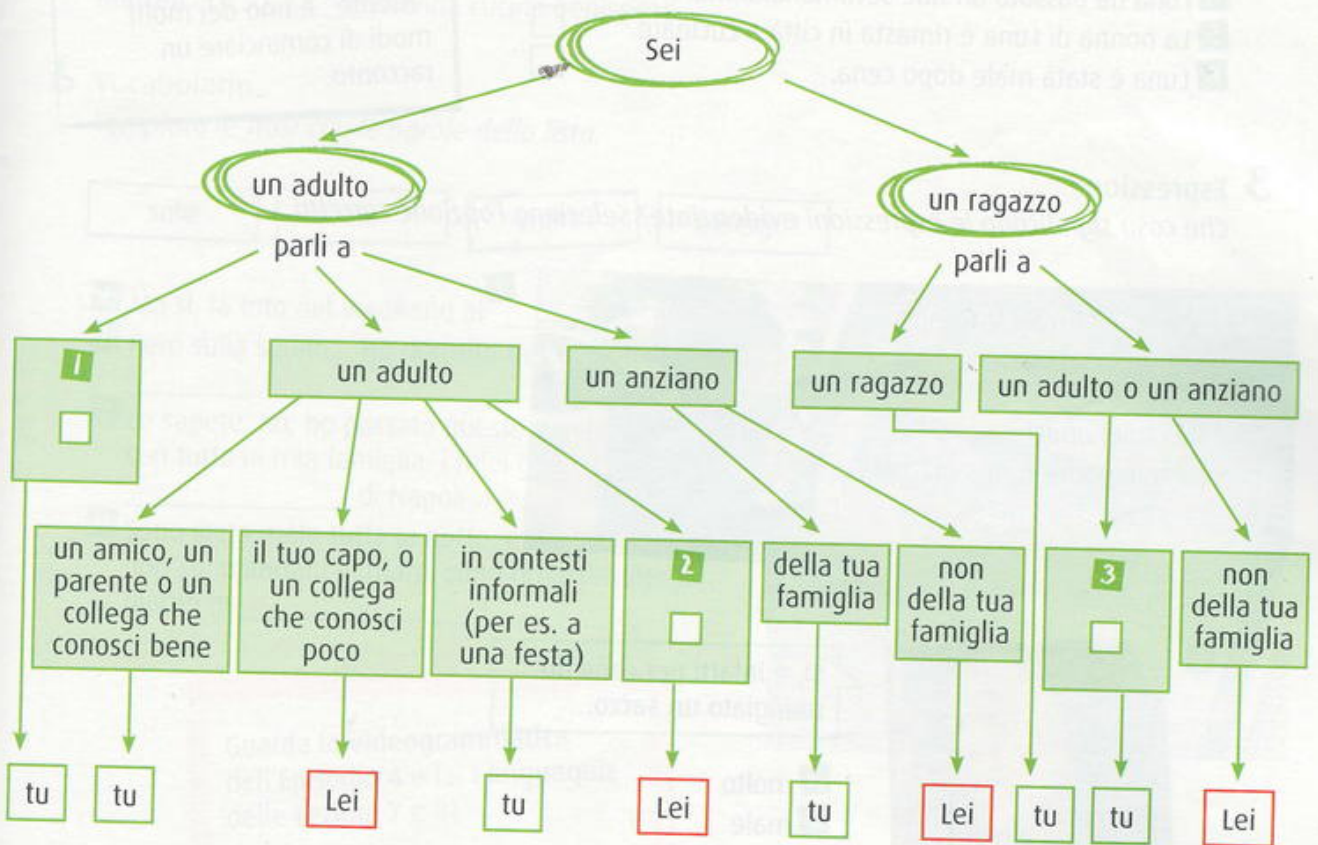 Sei
un adulto
parli a
un ragazzo
parli a
1
un adulto
un anziano
un ragazzo
un adulto o un anziano
un amico, un
parente o un
collega che
conosci bene
il tuo capo, o
un collega
che conosci
poco
in contesti
informali
(per es. a
una festa)
2
della tua
famiglia
non
della tua
famiglia
3
non
della tua
famiglia
tu
tu
Lei
tu
Lei
tu
Lei
tu
tu
Lei